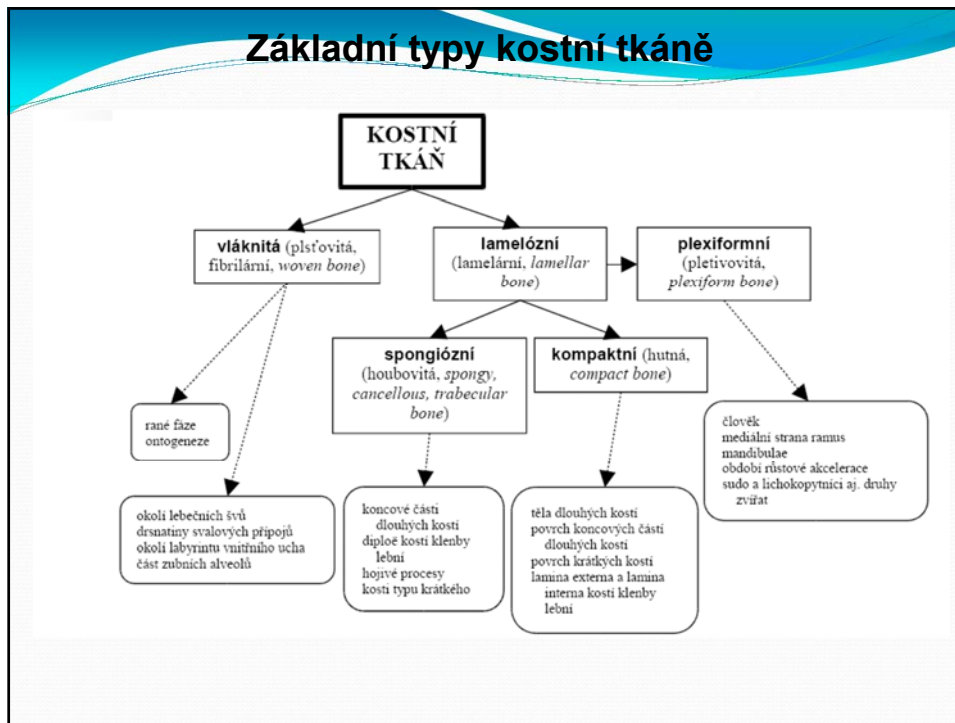 Základní typy kostní tkáně
KOSTNÍ
TKÁŇ
vláknitá (plsťovitá,
fibrilární, woven bone)
lamelózní
(lamelární, lamellar
bone)
plexiformní
(pletivovitá,
plexiform bone)
spongiózní
(houbovitá, spongy,
cancellous, trabecular
bone)
kompaktní (hutná,
compact bone)
rané fáze
ontogeneze
okolí lebečních švů
drsnatiny svalových přípojů
okolí labyrintu vnitřního ucha
část zubních alveolů
koncové části
dlouhých kostí
diploë kostí klenby
lební
hojivé procesy
kosti typu krátkého
těla dlouhých kostí
povrch koncových částí
dlouhých kostí
povrch krátkých kostí
lamina externa a lamina
interna kostí klenby
lební
člověk
mediální strana ramus
mandibulae
období růstové akcelerace
sudo a lichokopytníci aj. druhy
zvířat